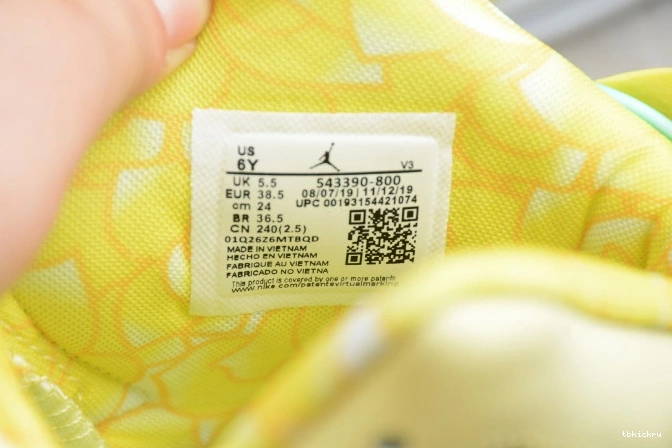 US
6Y
V3
UK 5.5
EUR 38.5
cm 24
BR 36.5
CN 240(2.5)
543390-800
08/07/19 | 11/12/19
UPC 00193154421074
01Q26Z6MTBQD
MADE IN VIETNAM
HECHO EN VIETNAM
FABRIQUE AU VIETNAM
FABRICADO NO VIETNA
This product is covered by one or more patents
www.nike.com/patentsvirtualmarking
tbkickru